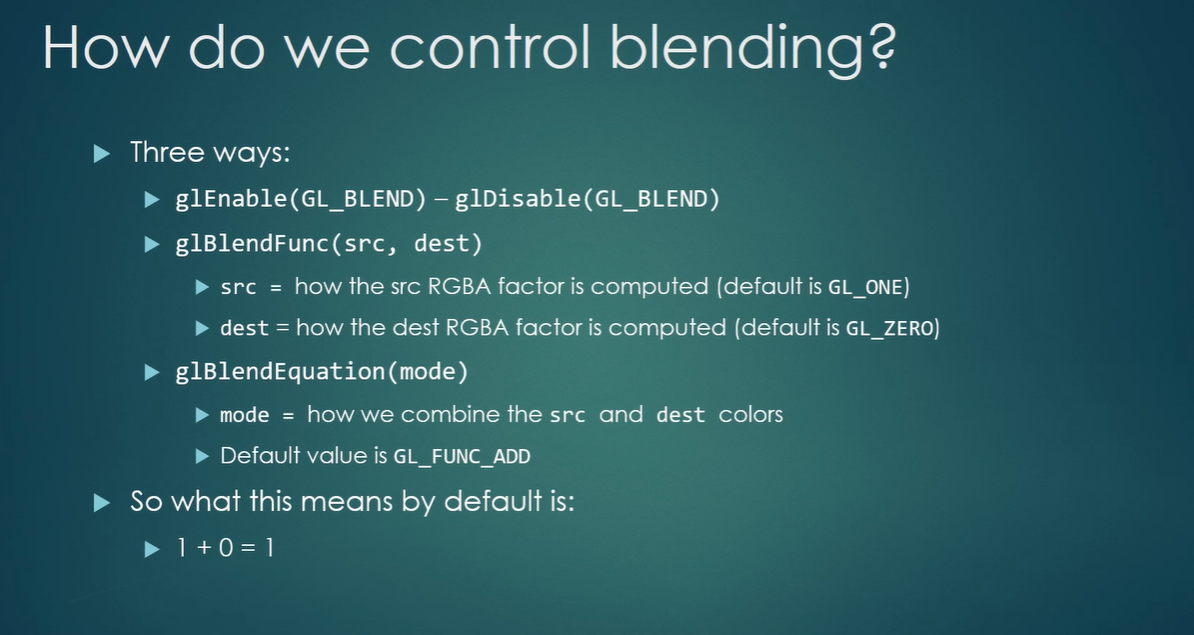 How do we control blending?
Three ways:
glEnable(GL_BLEND) – glDisable(GL_BLEND)
glBlendFunc(src, dest)
src = how the src RGBA factor is computed (default is GL_ONE)
dest = how the dest RGBA factor is computed (default is GL_ZERO)
glBlendEquation(mode)
mode = how we combine the src and dest colors
Default value is GL_FUNC_ADD
So what this means by default is:
1 + 0 = 1